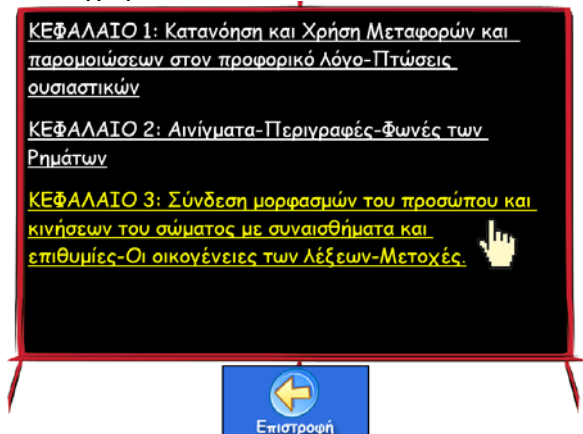 ΚΕΦΑΛΑΙΟ 1: Κατανόηση και Χρήση Μεταφορών και
παρομοιώσεων στον προφορικό λόγο-Πτώσεις
ουσιαστικών
ΚΕΦΑΛΑΙΟ 2: Αινίγματα-Περιγραφές-Φωνές των
Ρημάτων
ΚΕΦΑΛΑΙΟ 3: Σύνδεση μορφασμών του προσώπου και
κινήσεων του σώματος με συναισθήματα και
επιθυμίες-Οι οικογένειες των λέξεων-Μετοχές.
Επιστροφή